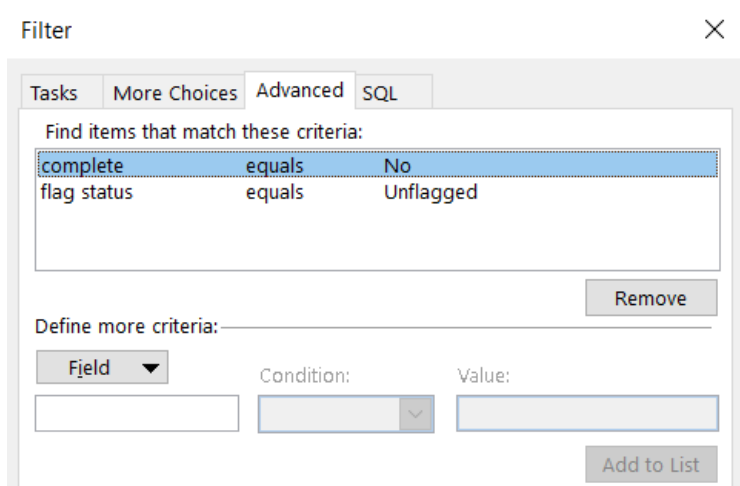 Filter
Tasks More Choices Advanced SQL
Find items that match these criteria:
complete equals No
flag status equals Unflagged
Remove
Define more criteria:
Field
Condition: Value:
Add to List